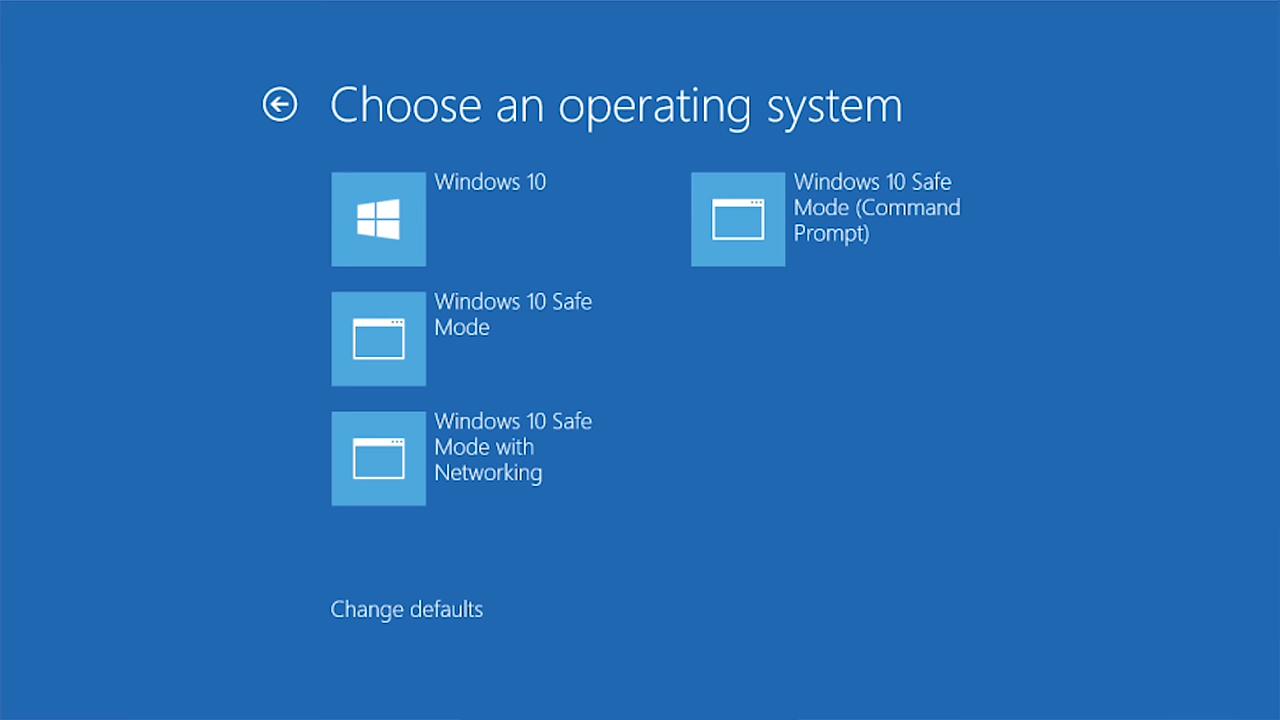 Choose an operating system
Windows 10
Windows 10 Safe
Mode
Windows 10 Safe
Mode with
Networking
Windows 10 Safe
Mode (Command
Prompt)
Change defaults